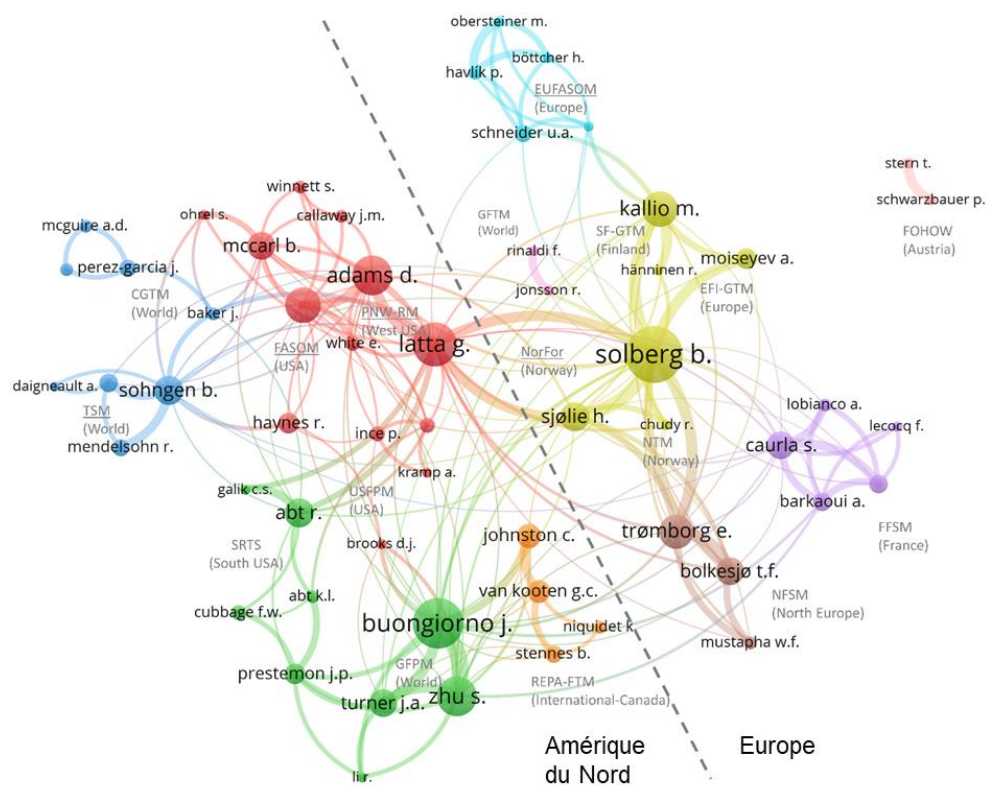 obersteiner m.
böttcher h.
havlík p.
EUFASOM
(Europe)
schneider u.a.
stern t.
schwarzbauer p.
FOHOW
(Austria)
winnett s.
ohrel s.
callaway j.m.
mccarl b.
mcguire a.d.
perez-garcia j.
CGTM
(World)
baker j.
adams d.
PNW-RM
(West USA)
FASOM
(USA)
white e.
latta g.
GFTM
(World)
rinaldi f.
jonsson r.
kallio m.
SF-GTM
(Finland)
hänninen r.
moiseyev a.
EFI-GTM
(Europe)
NorFor
(Norway)
solberg b.
sjølie h.
chudy r.
NTM
(Norway)
daigneault a.
sohngen b.
TSM
(World)
mendelsohn r.
haynes r.
ince p.
kramp a.
USFPM
(USA)
lobianco a.
lecocq f.
caurla s.
barkaoui a.
FFSM
(France)
galik c.s.
abt r.
SRTS
(South USA)
brooks d.j.
abt k.l.
cubbage f.w.
prestemon j.p.
johnston c.
van kooten g.c.
niquidet k.
stennes b.
REPA-FTM
(International-Canada)
trømborg e.
bolkesjø t.f.
NFSM
(North Europe)
mustapha w.f.
buongiorno j.
GFPM
(World)
turner j.a.
zhu s.
li r.
Amérique
du Nord
Europe